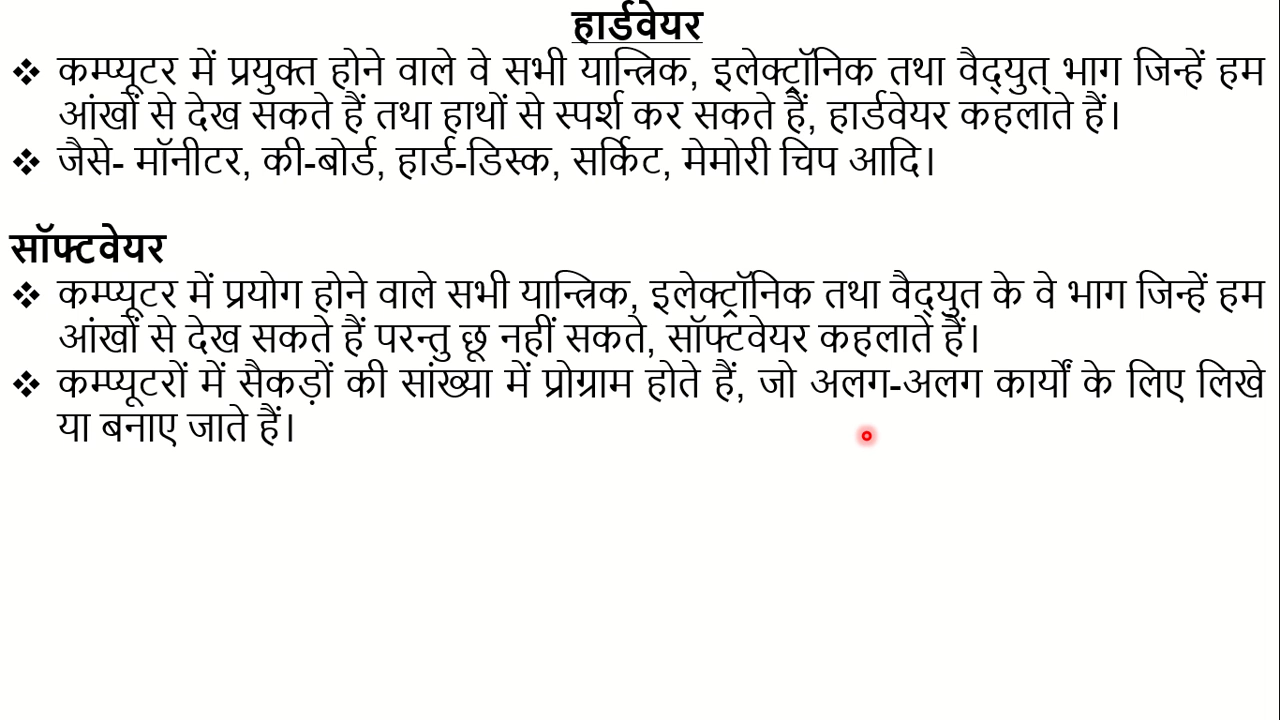 हार्डवेयर
❖ कम्प्यूटर में प्रयुक्त होने वाले वे सभी यान्त्रिक, इलेक्ट्रॉनिक तथा वैद्युत् भाग जिन्हें हम
आंखों से देख सकते हैं तथा हाथों से स्पर्श कर सकते हैं, हार्डवेयर कहलाते हैं।
❖ जैसे- मॉनीटर, की-बोर्ड, हार्ड-डिस्क, सर्किट, मेमोरी चिप आदि।
सॉफ्टवेयर
❖ कम्प्यूटर में प्रयोग होने वाले सभी यान्त्रिक, इलेक्ट्रॉनिक तथा वैद्युत के वे भाग जिन्हें हम
आंखों से देख सकते हैं परन्तु छू नहीं सकते, सॉफ्टवेयर कहलाते हैं।
❖ कम्प्यूटरों में सैकड़ों की सांख्या में प्रोग्राम होते हैं, जो अलग-अलग कार्यों के लिए लिखे
या बनाए जाते हैं।